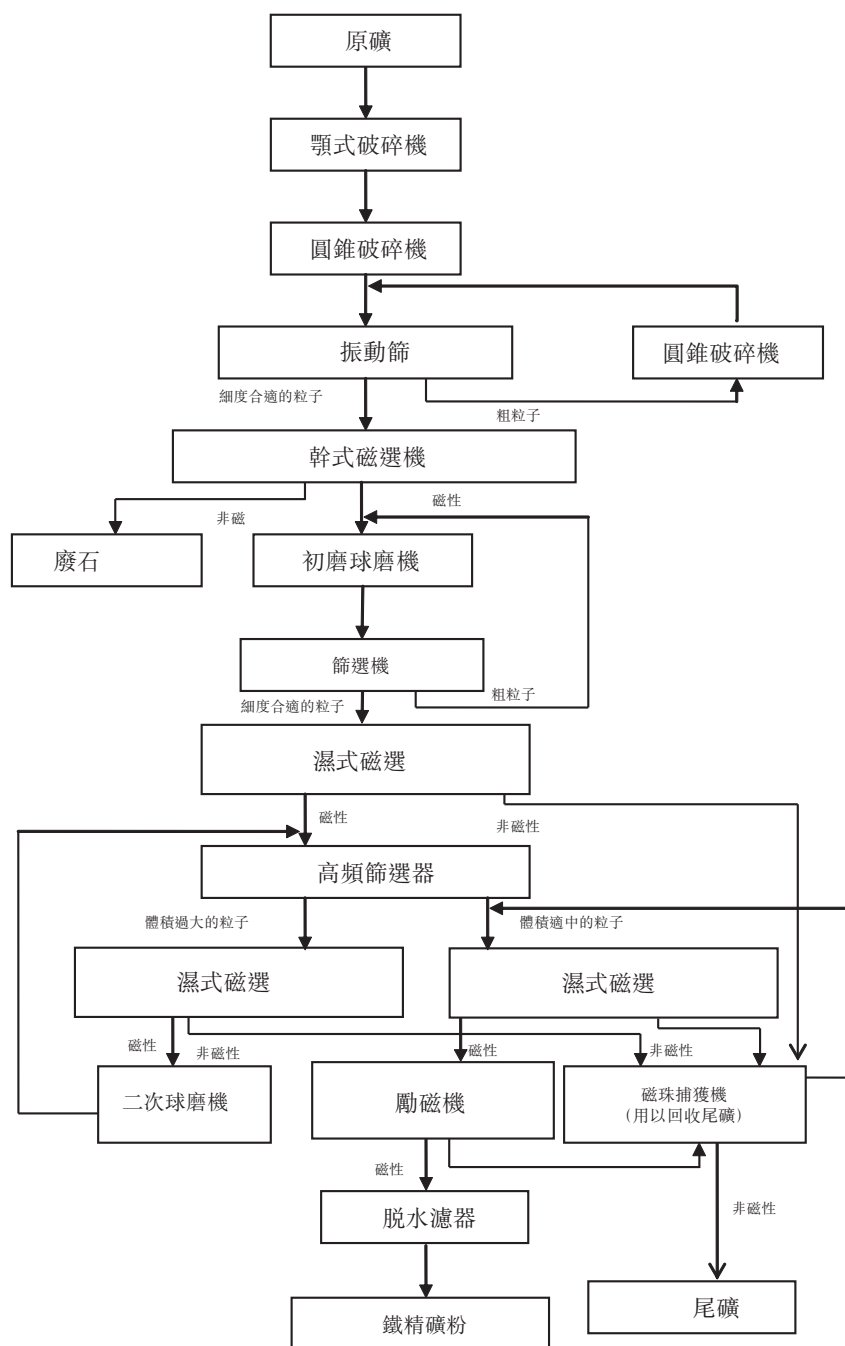 原礦
顎式破碎機
圓錐破碎機
振動篩
圓錐破碎機
細度合適的粒子
粗粒子
幹式磁選機
磁性
非磁
廢石
初磨球磨機
篩選機
細度合適的粒子
粗粒子
濕式磁選
磁性
非磁性
高頻篩選器
體積過大的粒子
體積適中的粒子
濕式磁選
濕式磁選
磁性
非磁性
磁性
非磁性
二次球磨機
勵磁機
磁珠捕獲機
(用以回收尾礦)
磁性
非磁性
脫水濾器
尾礦
鐵精礦粉